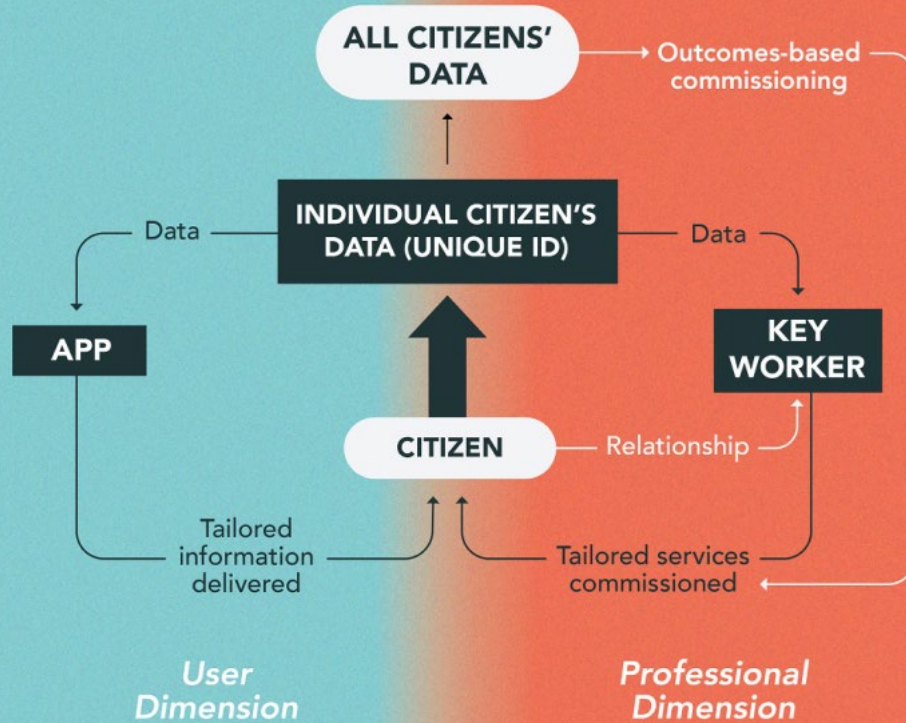 ALL CITIZENS’
DATA
Outcomes-based
commissioning
INDIVIDUAL CITIZEN’S
DATA (UNIQUE ID)
Data
Data
APP
KEY
WORKER
CITIZEN
Relationship
Tailored
information
delivered
Tailored services
commissioned
User
Dimension
Professional
Dimension